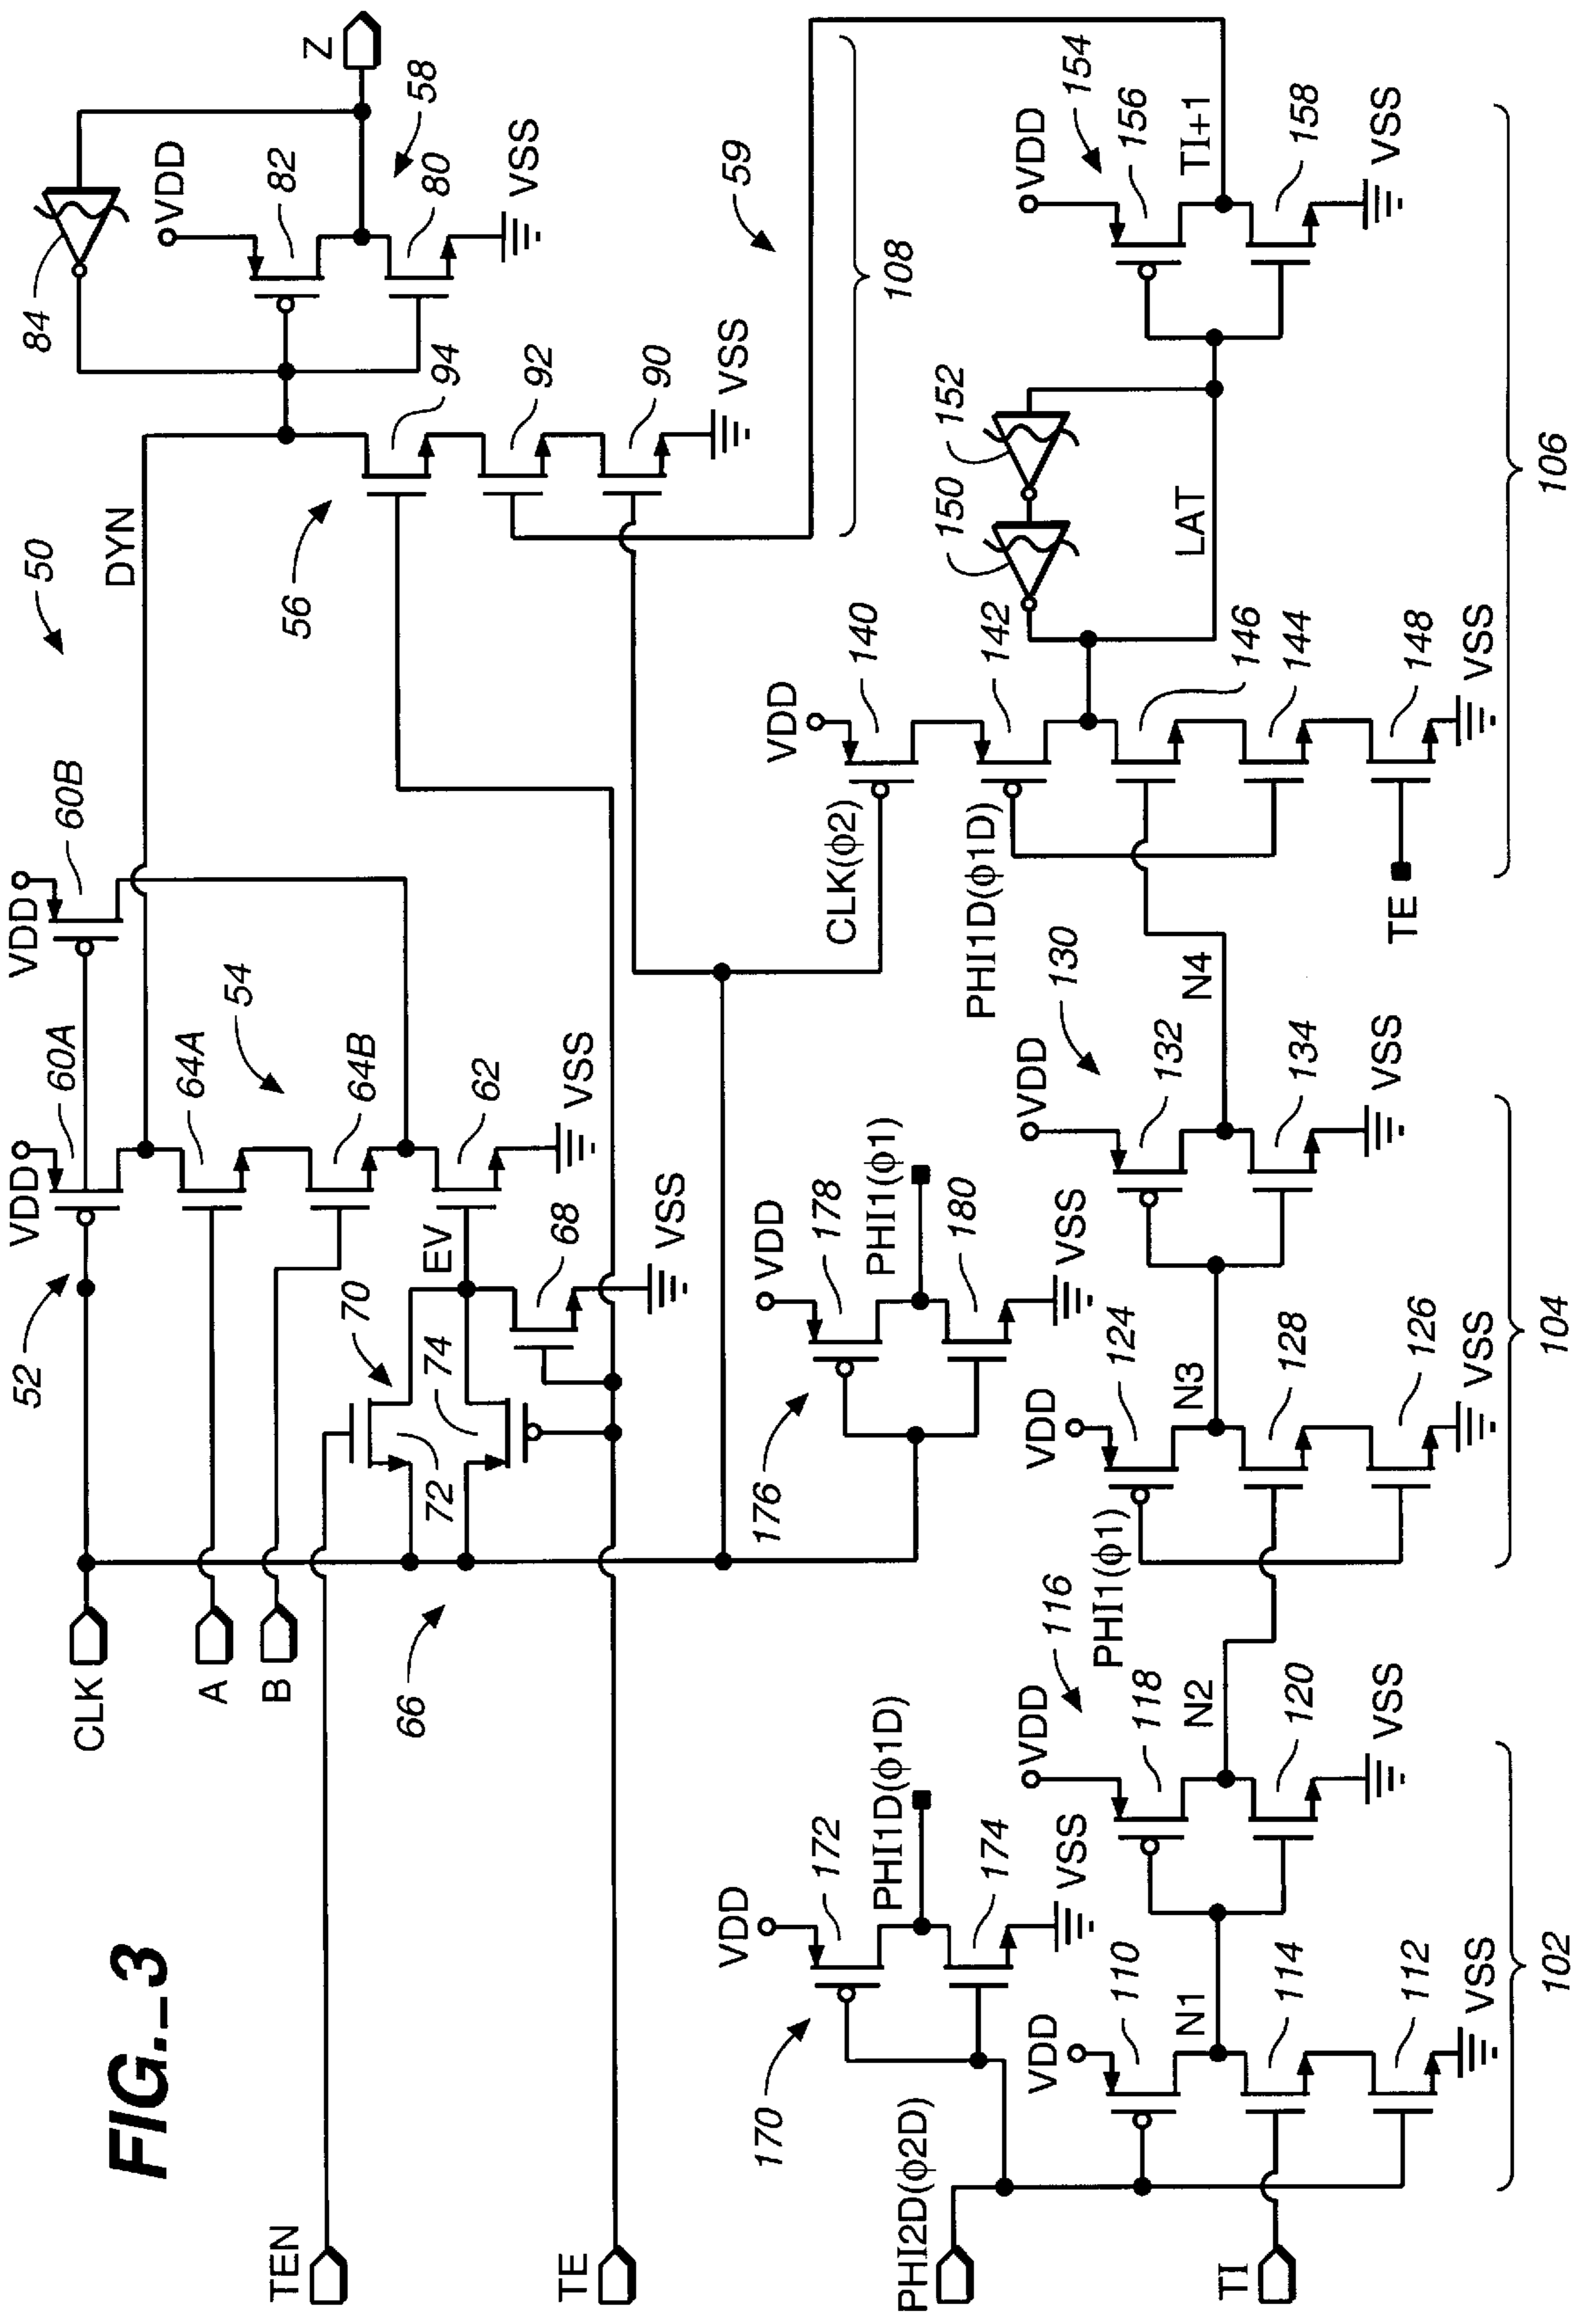 FIG._3
50
52
54
56
58
59
66
CLK
A
B
TEN
TE
PHI2D(ϕ2D)
TI
VDD
60A
VDD
60B
64A
64B
62
VSS
EV
68
VSS
70
72
74
DYN
84
VDD
82
80
VSS
Z
94
92
90
VSS
108
170
VDD
172
PHI1D(ϕ1D)
174
VSS
176
VDD
178
PHI1(ϕ1)
180
VSS
VDD
110
N1
114
112
VSS
116
VDD
118
N2
120
VSS
102
PHI1(ϕ1)
VDD
124
N3
128
126
VSS
130
VDD
132
N4
134
VSS
104
CLK(ϕ2)
VDD
140
PHI1D(ϕ1D)
142
146
144
148
TE
VSS
150
152
LAT
154
VDD
156
TI+1
158
VSS
106